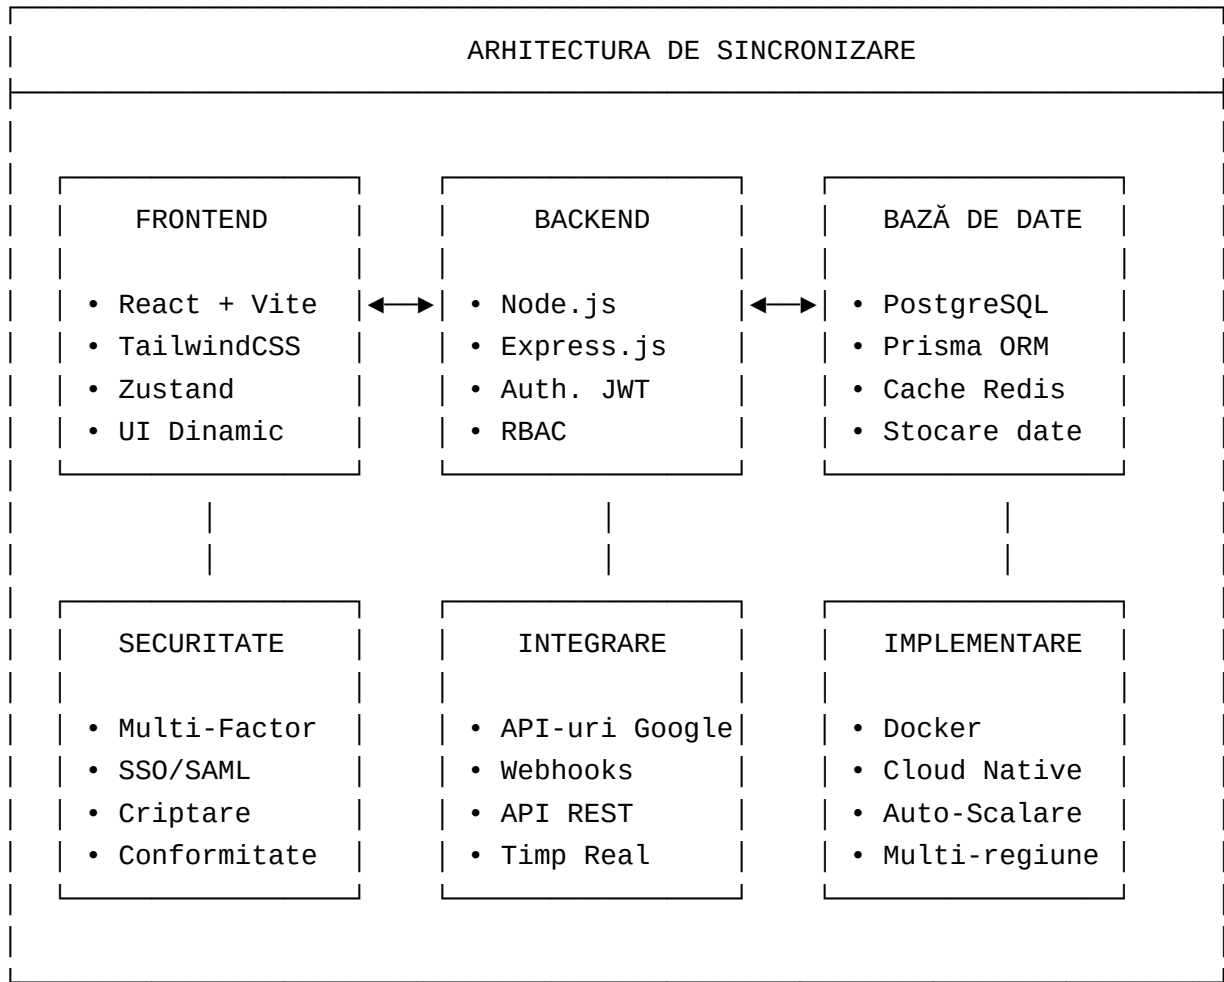 ARHITECTURA DE SINCRONIZARE
FRONTEND
• React + Vite
• TailwindCSS
• Zustand
• UI Dinamic
BACKEND
• Node.js
• Express.js
• Auth. JWT
• RBAC
BAZĂ DE DATE
• PostgreSQL
• Prisma ORM
• Cache Redis
• Stocare date
SECURITATE
• Multi-Factor
• SSO/SAML
• Criptare
• Conformitate
INTEGRARE
• API-uri Google
• Webhooks
• API REST
• Timp Real
IMPLEMENTARE
• Docker
• Cloud Native
• Auto-Scalare
• Multi-regiune